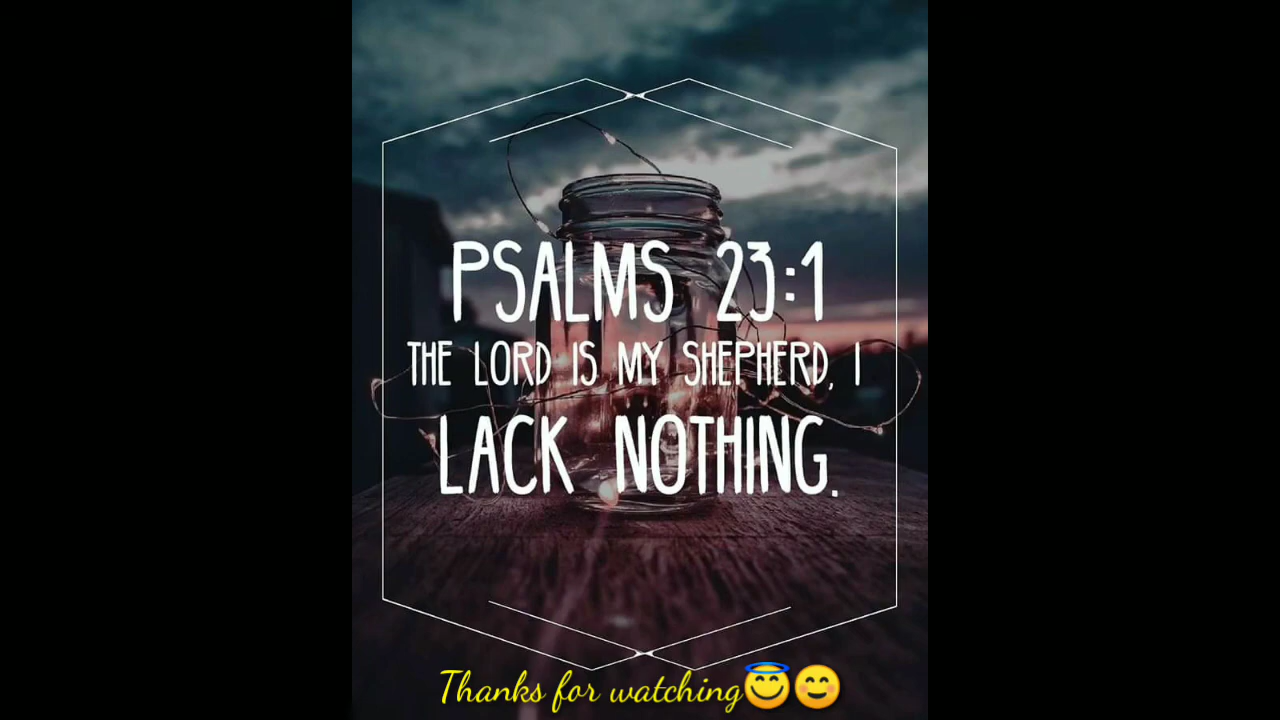 PSALMS 23:1
THE LORD IS MY SHEPHERD, I
LACK NOTHING.
Thanks for watching😇😊